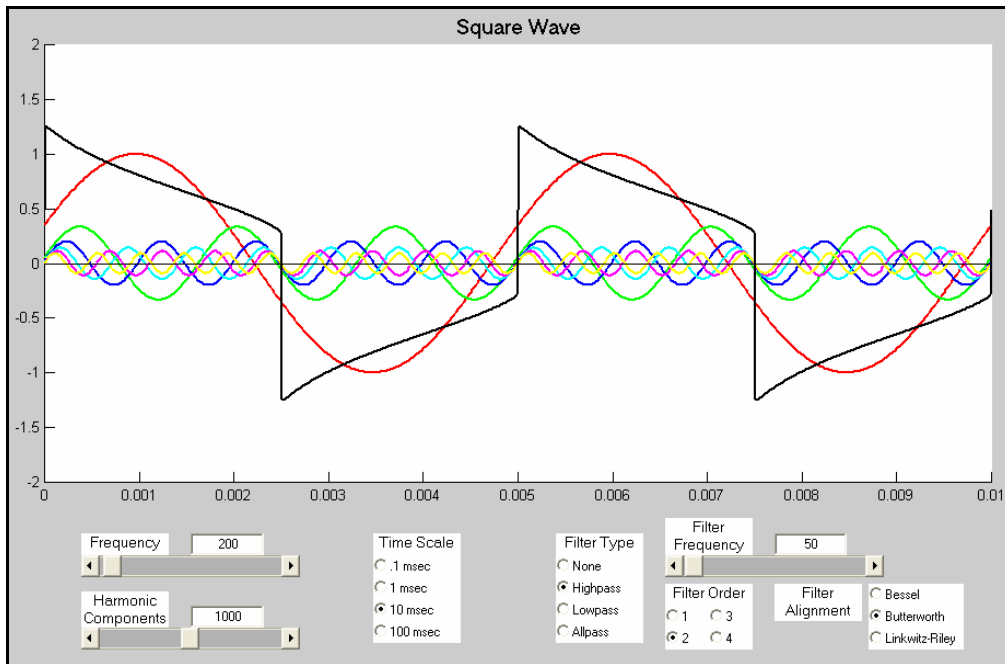 Square Wave
2
1.5
1
0.5
0
-0.5
-1
-1.5
-2
0 0.001 0.002 0.003 0.004 0.005 0.006 0.007 0.008 0.009 0.01
Frequency 200
Harmonic
Components 1000
Time Scale
.1 msec
1 msec
10 msec
100 msec
Filter Type
None
Highpass
Lowpass
Allpass
Filter
Frequency 50
Filter Order
1 3
2 4
Filter
Alignment
Bessel
Butterworth
Linkwitz-Riley